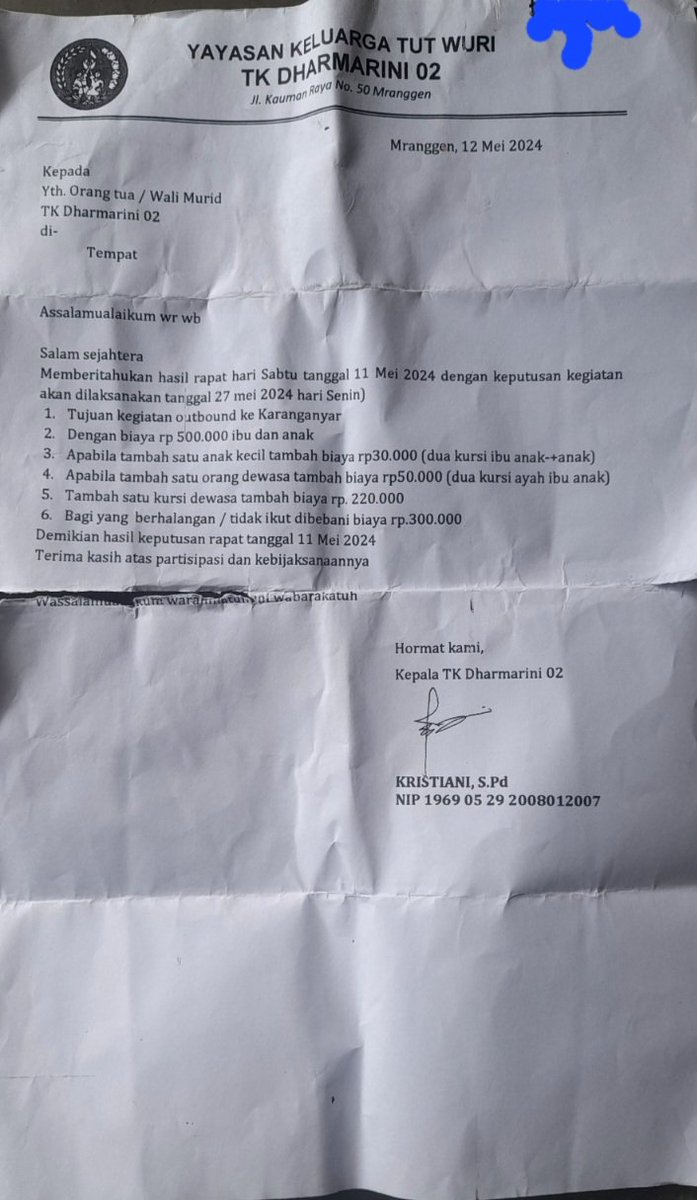 YAYASAN KELUARGA TUT WURI
TK DHARMARINI 02
Jl. Kauman Raya No. 50 Mranggen
Mranggen, 12 Mei 2024
Kepada
Yth. Orang tua / Wali Murid
TK Dharmarini 02
di-
Tempat
Assalamualaikum wr wb
Salam sejahtera
Memberitahukan hasil rapat hari Sabtu tanggal 11 Mei 2024 dengan keputusan kegiatan
akan dilaksanakan tanggal 27 mei 2024 hari Senin)
1. Tujuan kegiatan outbound ke Karanganyar
2. Dengan biaya rp 500.000 ibu dan anak
3. Apabila tambah satu anak kecil tambah biaya rp30.000 (dua kursi ibu anak-+anak)
4. Apabila tambah satu orang dewasa tambah biaya rp50.000 (dua kursi ayah ibu anak)
5. Tambah satu kursi dewasa tambah biaya rp. 220.000
6. Bagi yang berhalangan / tidak ikut dibebani biaya rp.300.000
Demikian hasil keputusan rapat tanggal 11 Mei 2024
Terima kasih atas partisipasi dan kebijaksanaannya
wabarakatuh
Hormat kami,
Kepala TK Dharmarini 02
KRISTIANI, S.Pd
NIP 1969 05 29 2008012007